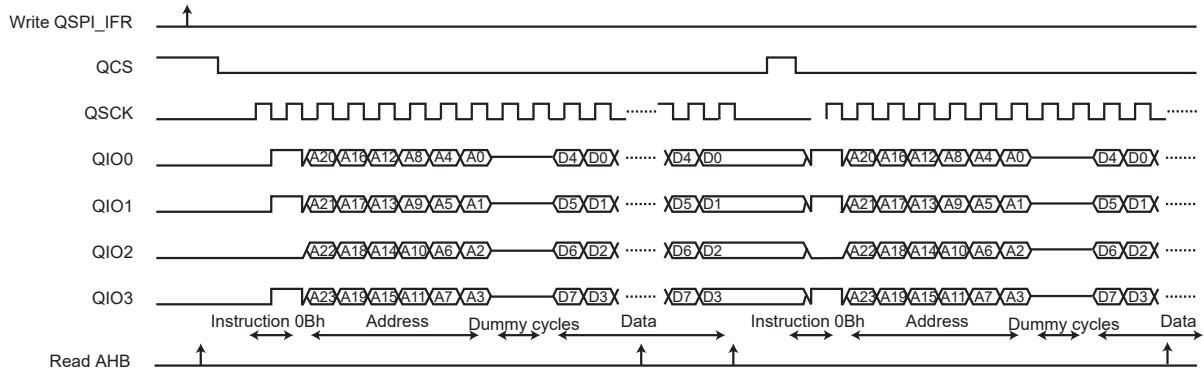 Write QSPI_IFR
QCS
QSCK
QIO0 A20 A16 A12 A8 A4 A0 D4 D0 D4 D0 A20 A16 A12 A8 A4 A0 D4 D0
QIO1 A21 A17 A13 A9 A5 A1 D5 D1 D5 D1 A21 A17 A13 A9 A5 A1 D5 D1
QIO2 A22 A18 A14 A10 A6 A2 D6 D2 D6 D2 A22 A18 A14 A10 A6 A2 D6 D2
QIO3 A23 A19 A15 A11 A7 A3 D7 D3 D7 D3 A23 A19 A15 A11 A7 A3 D7 D3
Instruction 0Bh Address Dummy cycles Data Instruction 0Bh Address Dummy cycles Data
Read AHB